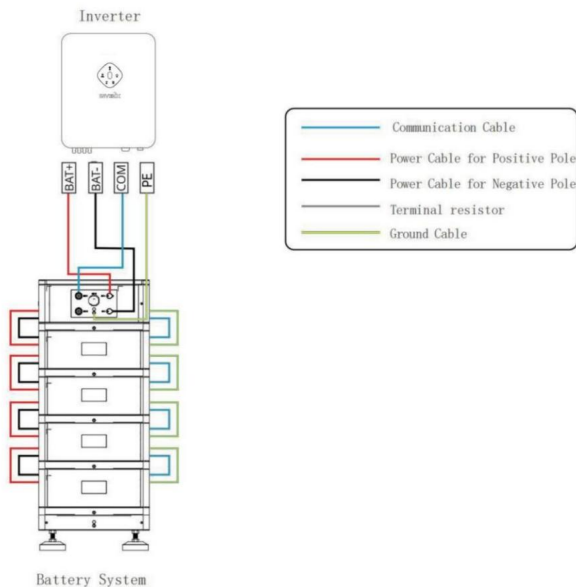 Inverter
BAT+
BAT-
COM
PE
Communication Cable
Power Cable for Positive Pole
Power Cable for Negative Pole
Terminal resistor
Ground Cable
Battery System